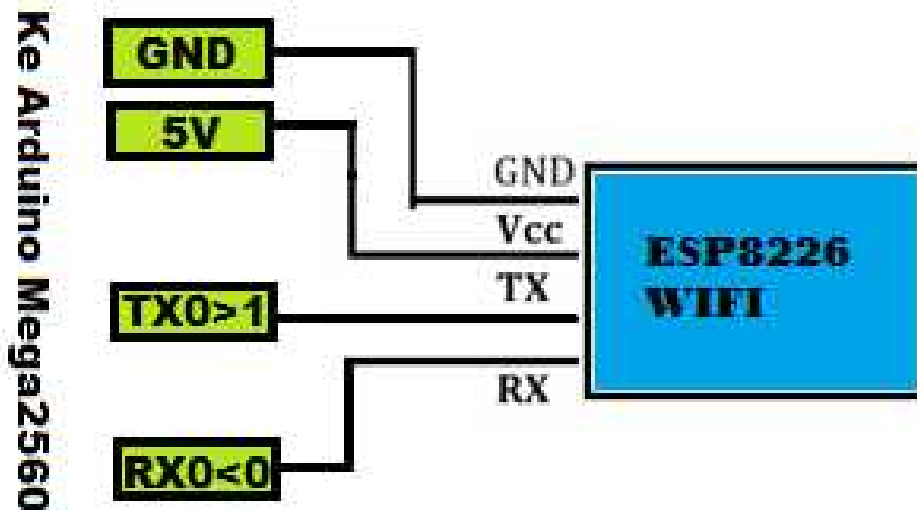 Ke Arduino Mega2560
GND
5V
TX0>1
RX0<0
GND
Vcc
TX
RX
ESP8226
WIFI